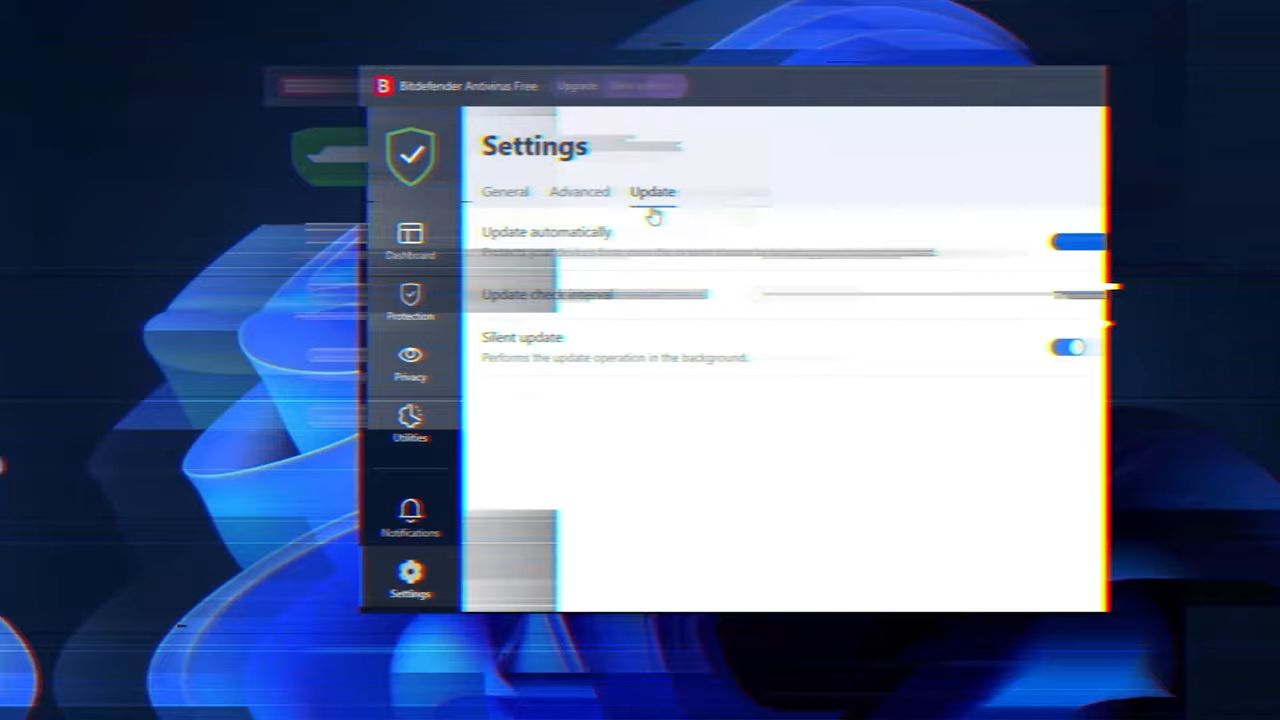 B Bitdefender Antivirus Free Upgrade
Settings
General Advanced Update
Dashboard
Protection
Privacy
Utilities
Notifications
Settings
Update automatically
Update check interval
Silent update
Performs the update operation in the background.